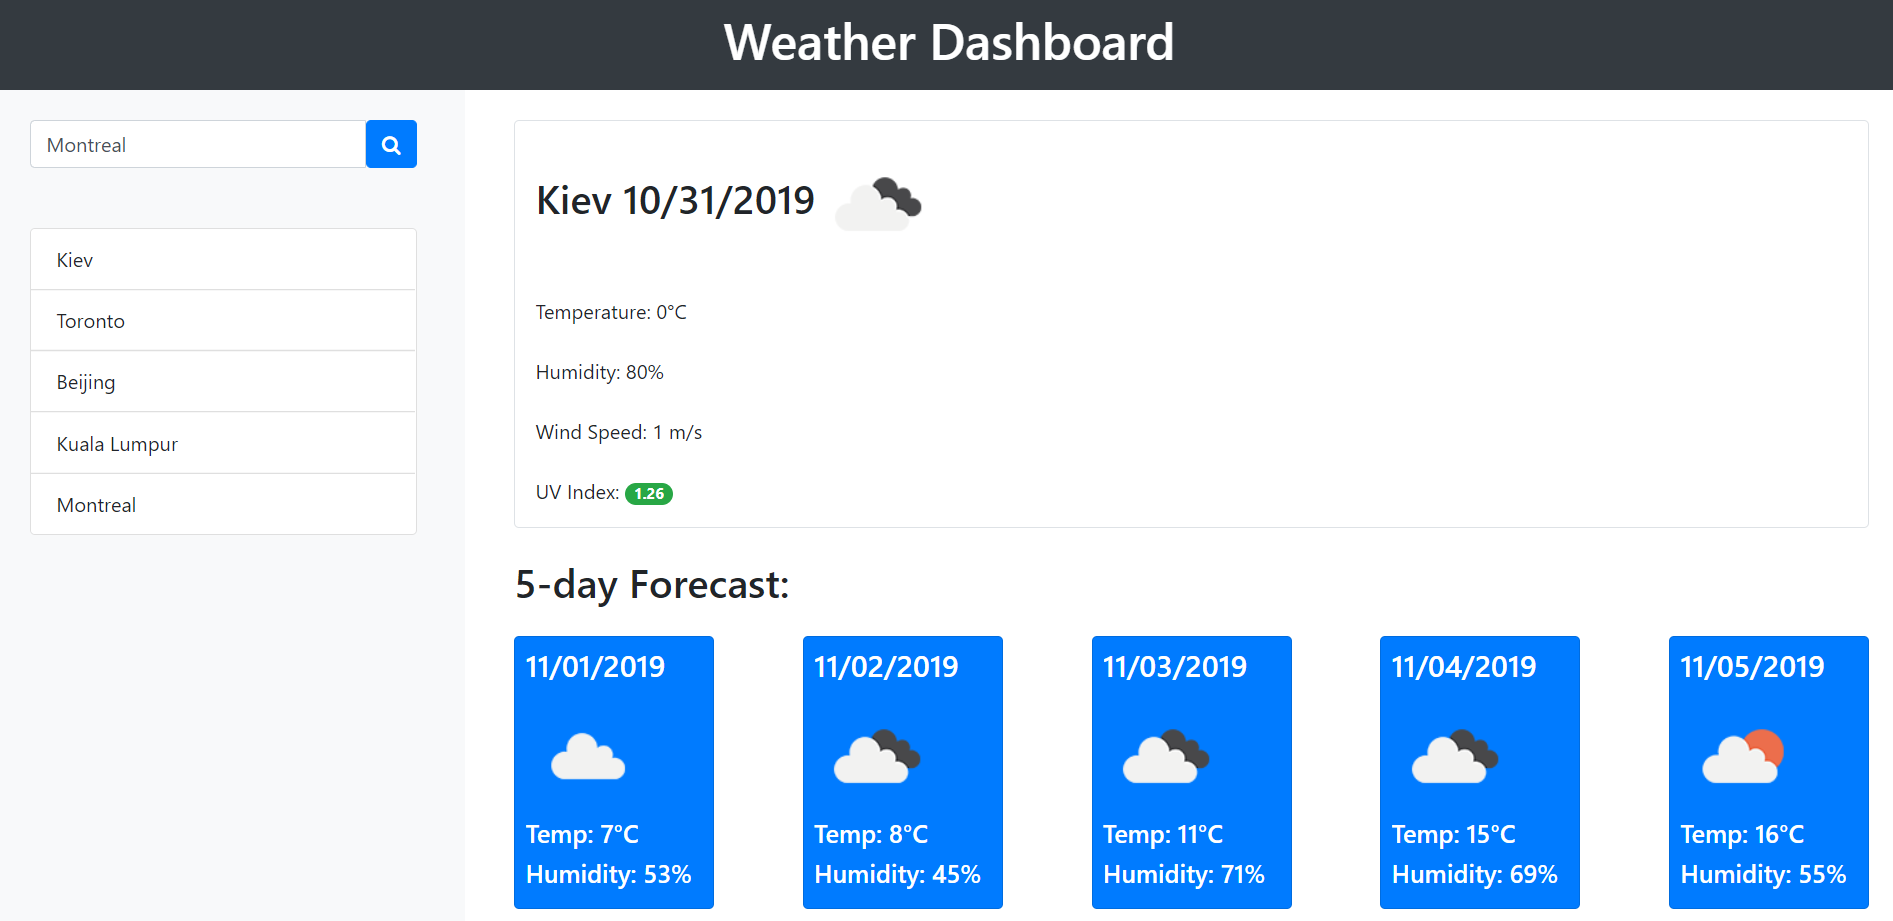 Weather Dashboard
Montreal
Kiev
Toronto
Beijing
Kuala Lumpur
Montreal
Kiev 10/31/2019
Temperature: 0°C
Humidity: 80%
Wind Speed: 1 m/s
UV Index: 1.26
5-day Forecast:
11/01/2019
Temp: 7°C
Humidity: 53%
11/02/2019
Temp: 8°C
Humidity: 45%
11/03/2019
Temp: 11°C
Humidity: 71%
11/04/2019
Temp: 15°C
Humidity: 69%
11/05/2019
Temp: 16°C
Humidity: 55%